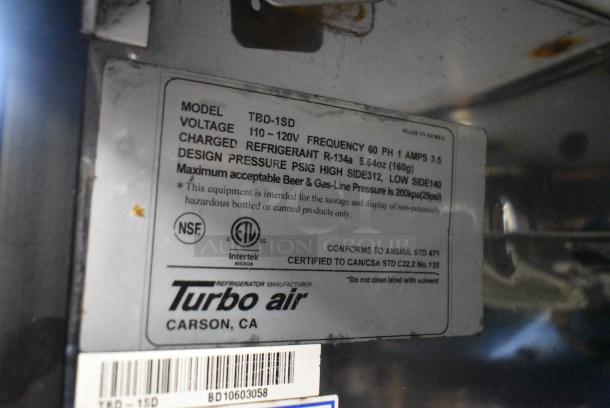 MODEL TBD-1SD
MADE IN KOREA
VOLTAGE 110~120V FREQUENCY 60 PH 1 AMPS 3.5
CHARGED REFRIGERANT R-134a 5.64oz (160g)
DESIGN PRESSURE PSIG HIGH SIDE312, LOW SIDE140
Maximum acceptable Beer & Gas-Line Pressure is 200kpa(29psi)
* This equipment is intended for the storage and display of non-potentially
hazardous bottled or canned products only.
NSF
c ETL us
Intertek
CONFORMS TO ANSI/UL STD 471
CERTIFIED TO CAN/CSA STD C22.2 No.120
AUCTION GROUP
REFRIGERATOR MANUFACTURER
Turbo air
*Do not clean label with solvent
CARSON, CA
TBD-1SD
BD10603058